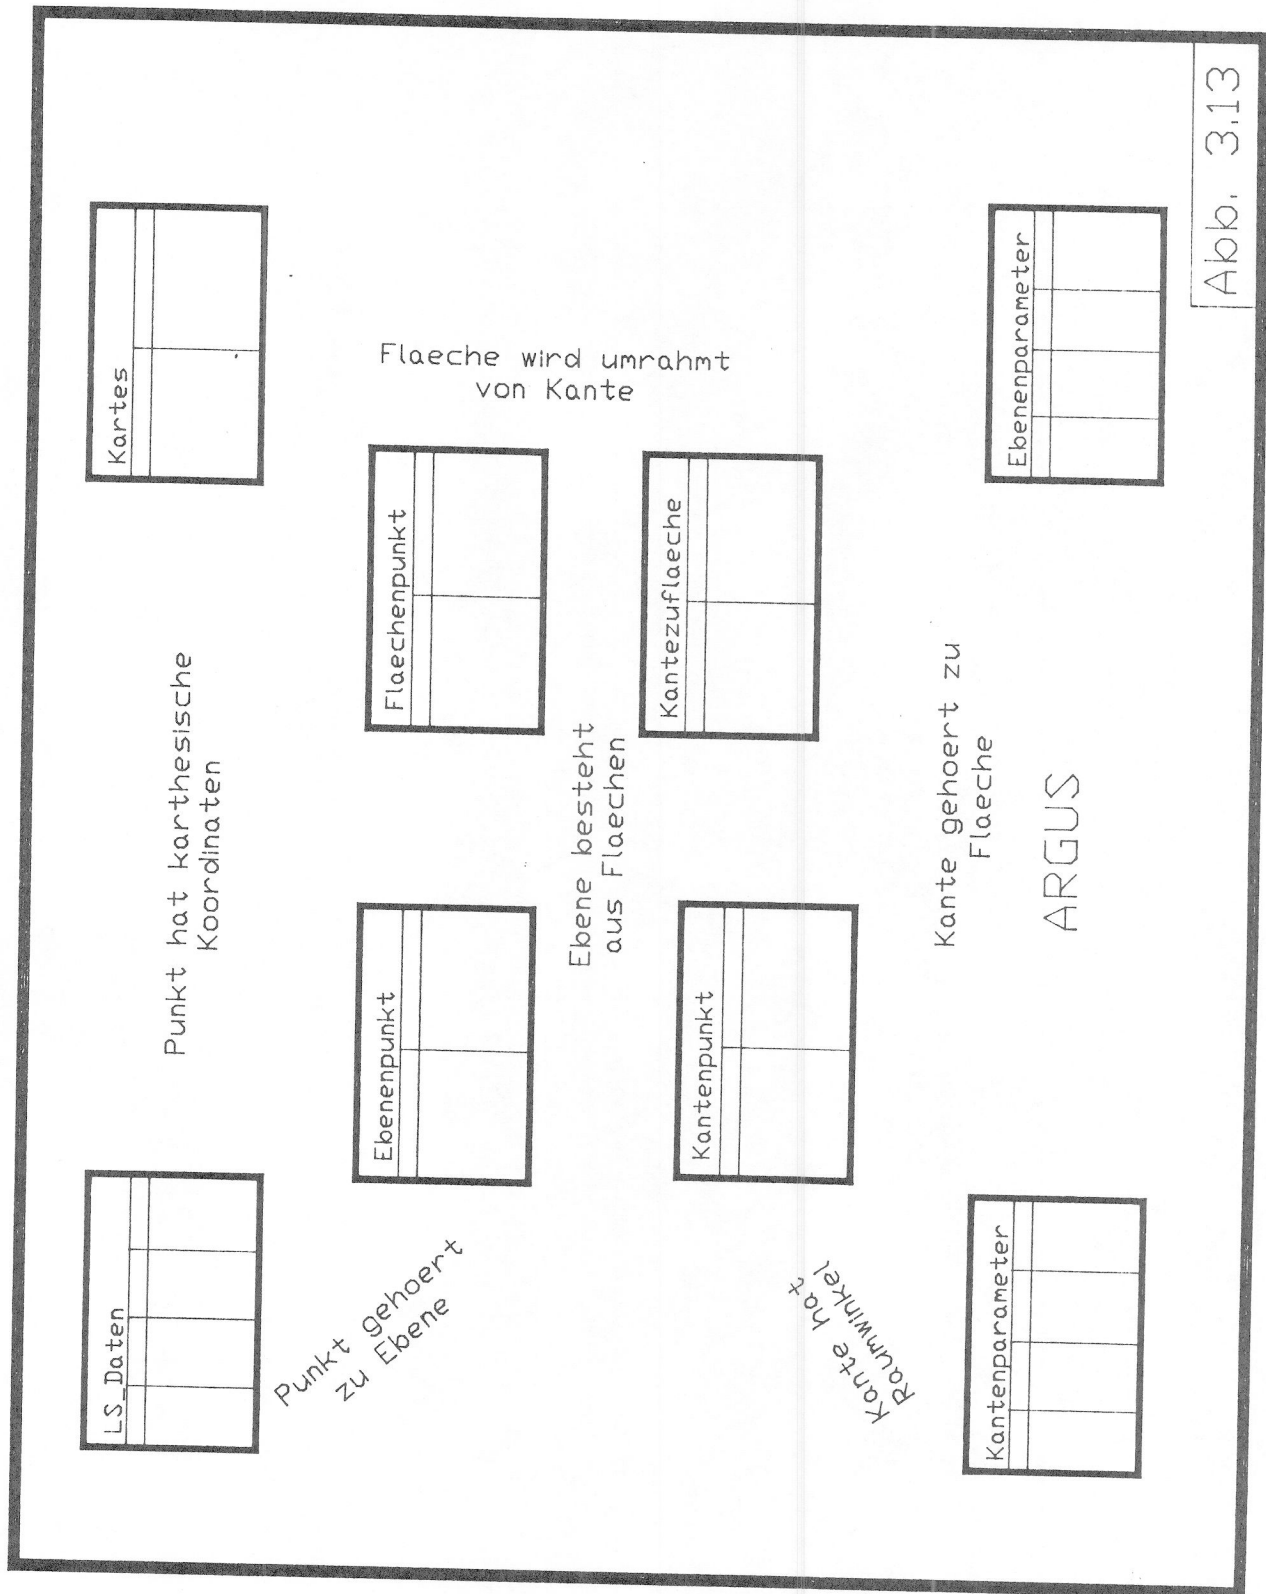 LS_Daten
Kartes
Punkt hat karthesische
Koordinaten
Punkt gehoert
zu Ebene
Ebenenpunkt
Flaechenpunkt
Flaeche wird umrahmt
von Kante
Ebene besteht
aus Flaechen
Kantenpunkt
Kantezuflaeche
Kante hat
Raumwinkel
Kante gehoert zu
Flaeche
Kantenparameter
Ebenenparameter
ARGUS
Abb. 3.13